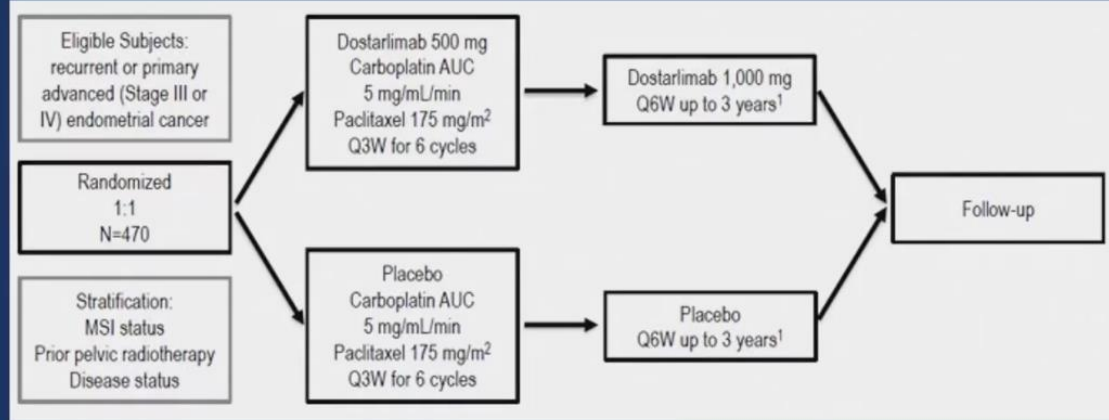 Eligible Subjects:
recurrent or primary
advanced (Stage III or
IV) endometrial cancer
Randomized
1:1
N=470
Stratification:
MSI status
Prior pelvic radiotherapy
Disease status
Dostarlimab 500 mg
Carboplatin AUC
5 mg/mL/min
Paclitaxel 175 mg/m²
Q3W for 6 cycles
Placebo
Carboplatin AUC
5 mg/mL/min
Paclitaxel 175 mg/m²
Q3W for 6 cycles
Dostarlimab 1,000 mg
Q6W up to 3 years¹
Placebo
Q6W up to 3 years¹
Follow-up